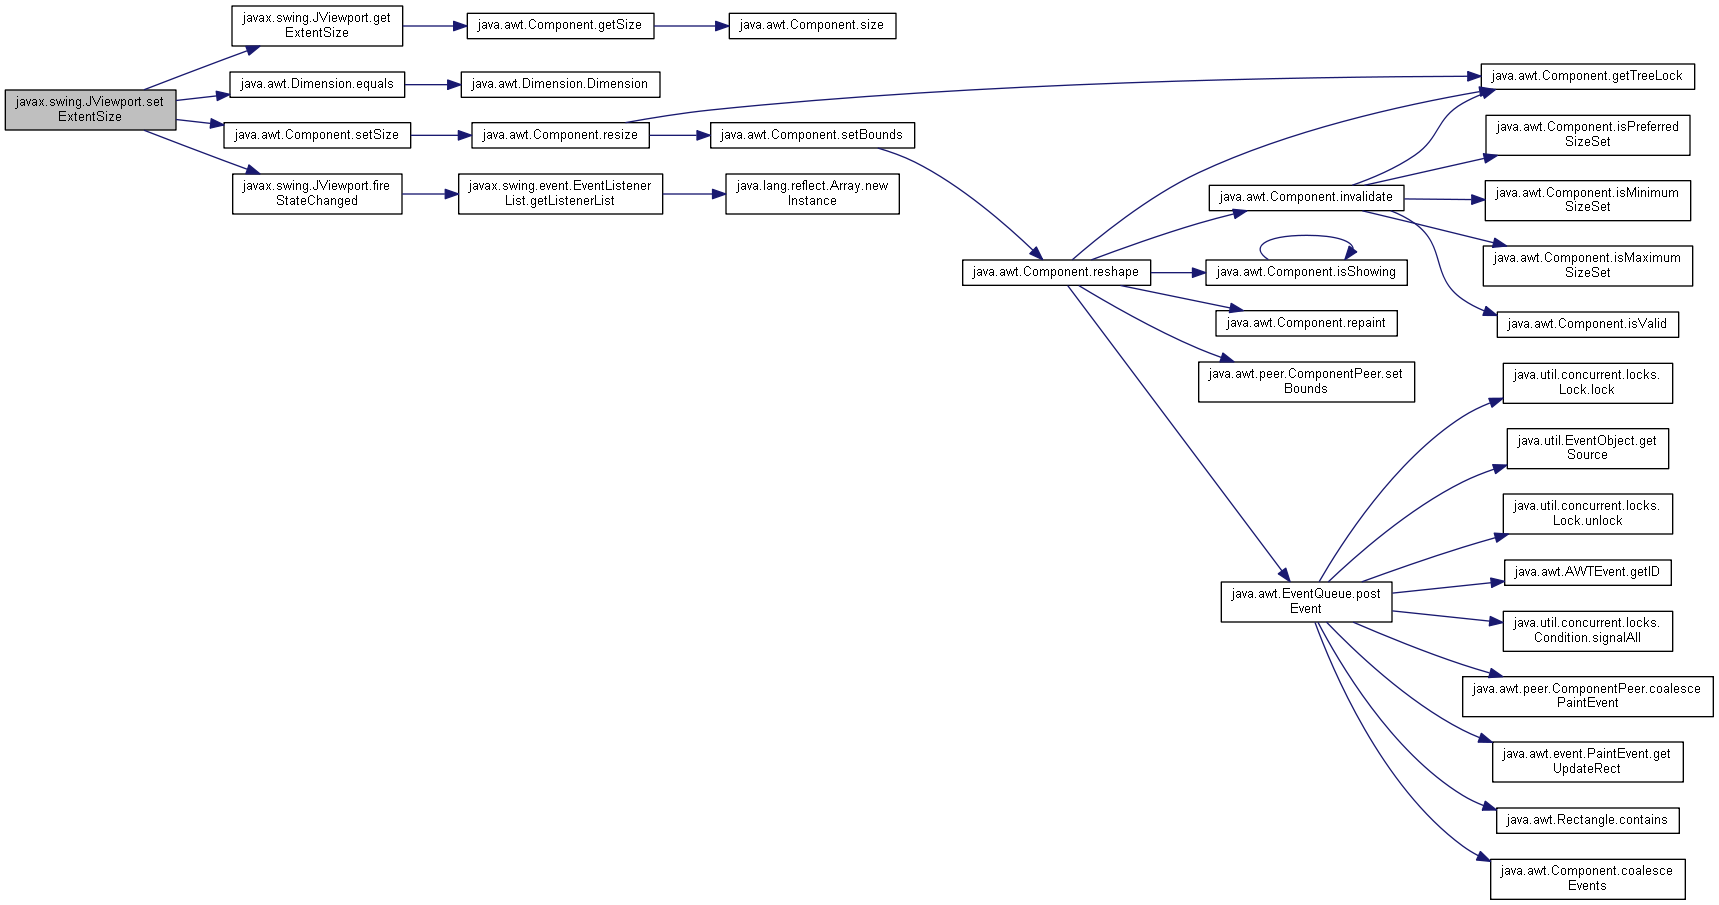 javax.swing.JViewport.set
ExtentSize
javax.swing.JViewport.get
ExtentSize
java.awt.Component.getSize
java.awt.Component.size
java.awt.Dimension.equals
java.awt.Dimension.Dimension
java.awt.Component.setSize
java.awt.Component.resize
java.awt.Component.setBounds
javax.swing.JViewport.fire
StateChanged
javax.swing.event.EventListener
List.getListenerList
java.lang.reflect.Array.new
Instance
java.awt.Component.reshape
java.awt.Component.getTreeLock
java.awt.Component.invalidate
java.awt.Component.isPreferred
SizeSet
java.awt.Component.isMinimum
SizeSet
java.awt.Component.isMaximum
SizeSet
java.awt.Component.isValid
java.awt.Component.isShowing
java.awt.Component.repaint
java.awt.peer.ComponentPeer.set
Bounds
java.awt.EventQueue.post
Event
java.util.concurrent.locks.
Lock.lock
java.util.EventObject.get
Source
java.util.concurrent.locks.
Lock.unlock
java.awt.AWTEvent.getID
java.util.concurrent.locks.
Condition.signalAll
java.awt.peer.ComponentPeer.coalesce
PaintEvent
java.awt.event.PaintEvent.get
UpdateRect
java.awt.Rectangle.contains
java.awt.Component.coalesce
Events